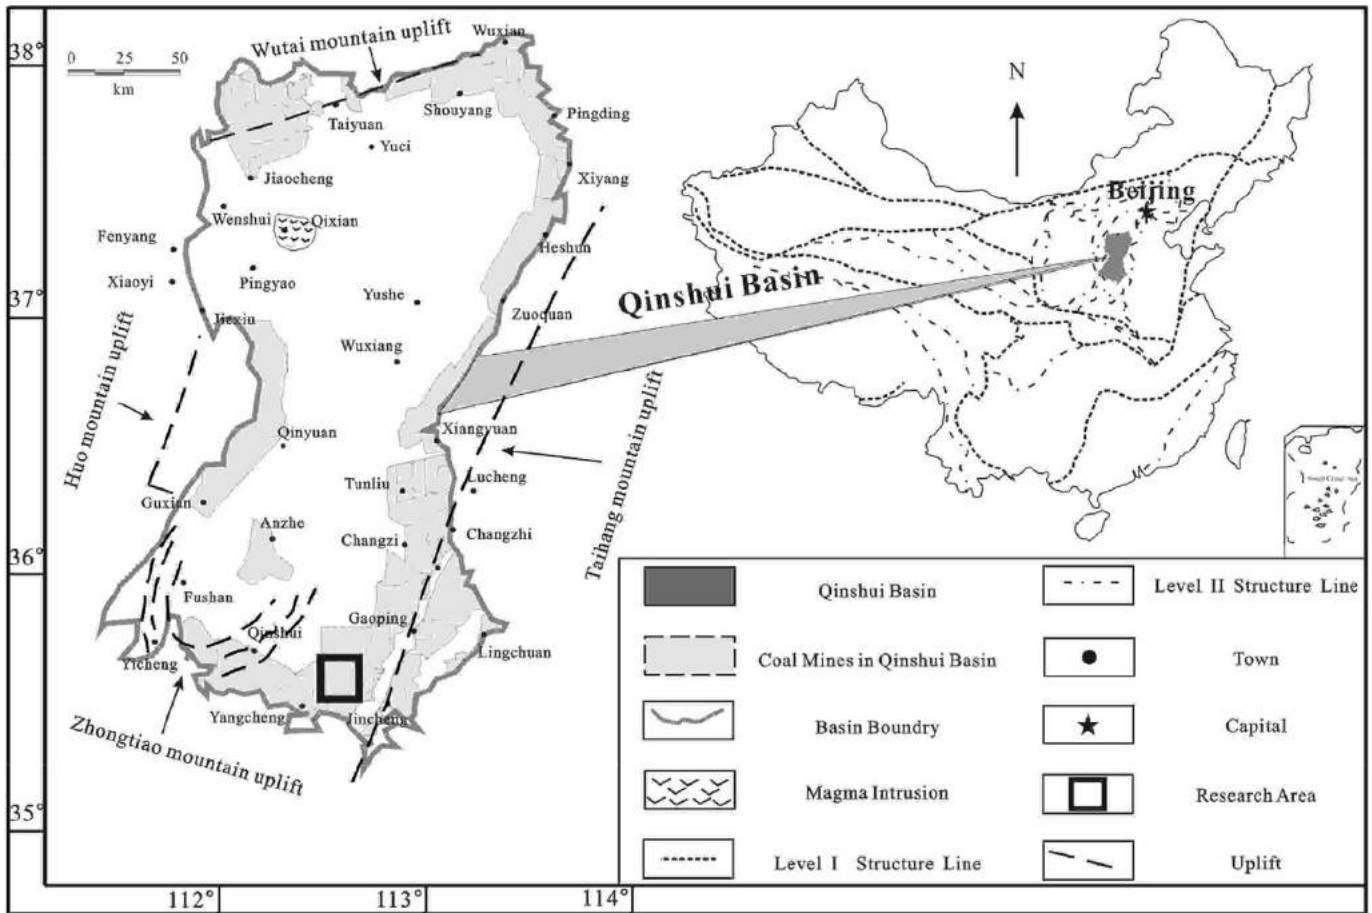 38°
37°
36°
35°
112°
113°
114°
0 25 50
km
Wutai mountain uplift
Wuxian
Shouyang
Pingding
Taiyuan
Yuci
Xiyang
Jiaocheng
Wenshui
Qixian
Fenyang
Heshun
Xiaoyi
Pingyao
Yushe
Jiexiu
Zuoquan
Wuxiang
Huo mountain uplift
Qinyuan
Xiangyuan
Taihang mountain uplift
Tunliu
Lucheng
Guxian
Anzhe
Changzi
Changzhi
Fushan
Qinshui
Gaoping
Yicheng
Lingchuan
Yangcheng
Jincheng
Zhongtiao mountain uplift
N
Beijing
Qinshui Basin
South China Sea
Qinshui Basin
Level II Structure Line
Coal Mines in Qinshui Basin
Town
Basin Boundry
Capital
Magma Intrusion
Research Area
Level I Structure Line
Uplift